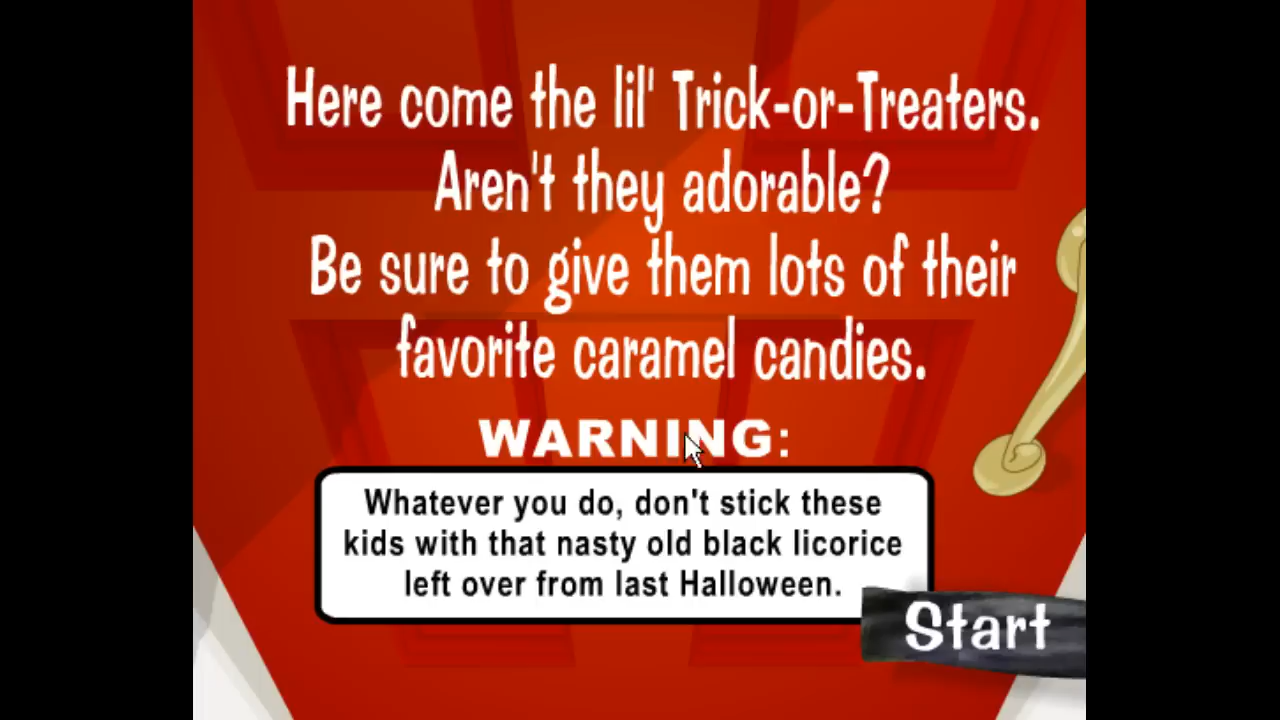 Here come the lil' Trick-or-Treaters.
Aren't they adorable?
Be sure to give them lots of their
favorite caramel candies.
WARNING:
Whatever you do, don't stick these
kids with that nasty old black licorice
left over from last Halloween.
Start